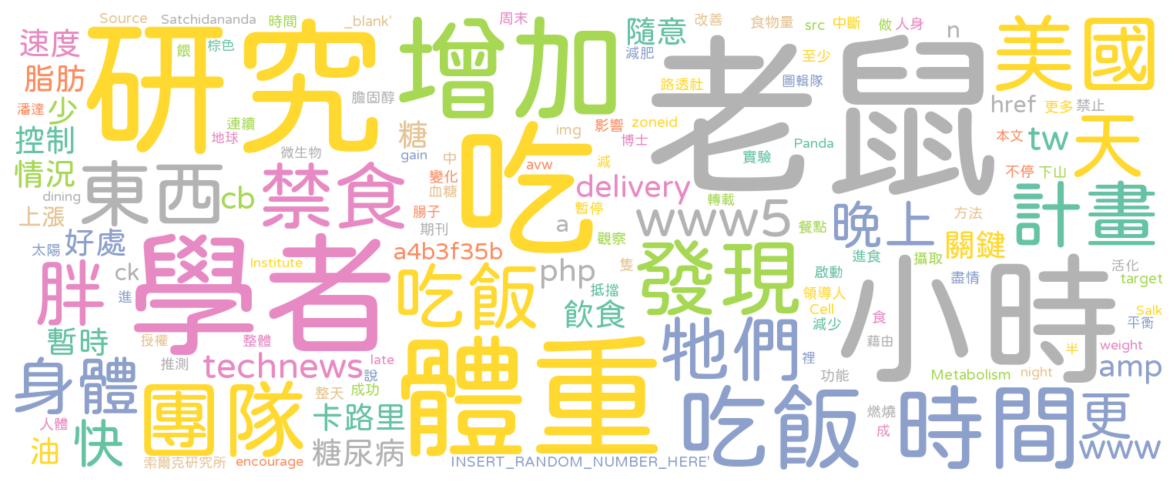 Source Satchidananda 時間 _blank' 周末 改善 食物量 src 中斷 做 人身
速度 餵 棕色 研究 增加 隨意 減肥 至少 n 美國
脂肪 膽固醇 路透社 圖輯隊 href 更多 禁止
潘達 少 連續 糖 img 影響 zoneid 老鼠 本文 tw 天
控制 地球 微生物 gain 中 吃 減 博士 實驗 Panda
情況 東西 cb 禁食 變化 avw delivery 轉載 不停 下山
dining 血糖 暫停 計畫
上漲 腸子 期刊 a www5 餐點 晚上 方法
太陽 好處 觀察 發現 進食 關鍵
胖 ck 學者 Institute a4b3f35b php 隻 啟動 攝取 盡情 活化 target
進 吃飯 抵擋 飲食 領導人 小時
暫時 授權 整體 牠們 Cell 減少 食 Salk 平衡
推測 technews late 裡 藉由 半 weight
身體 說 體重 功能 Metabolism night amp
團隊 整天 成功 吃飯 時間 更
人體 快 卡路里 燃燒 成 www
油 索爾克研究所 encourage 糖尿病 INSERT_RANDOM_NUMBER_HERE'